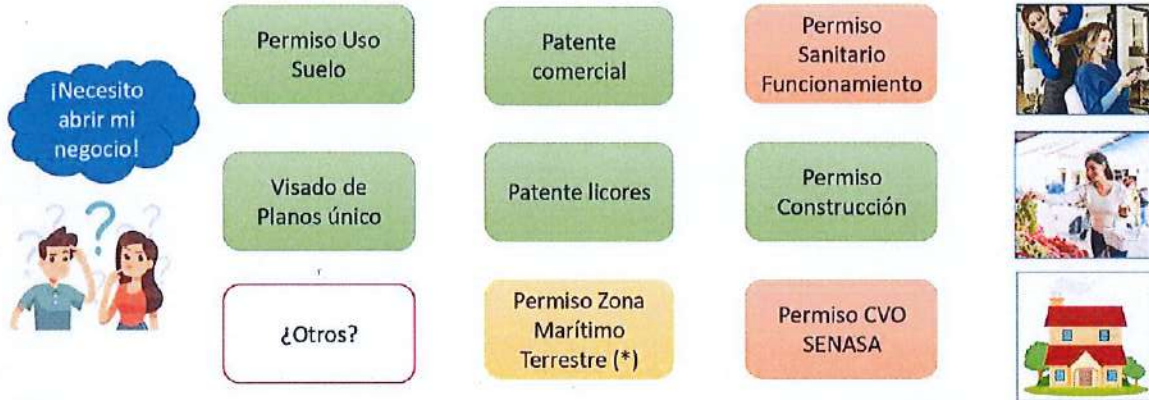 ¡Necesito
abrir mi
negocio!
Permiso Uso
Suelo
Patente
comercial
Permiso
Sanitario
Funcionamiento
Visado de
Planos único
Patente licores
Permiso
Construcción
¿Otros?
Permiso Zona
Marítimo
Terrestre (*)
Permiso CVO
SENASA